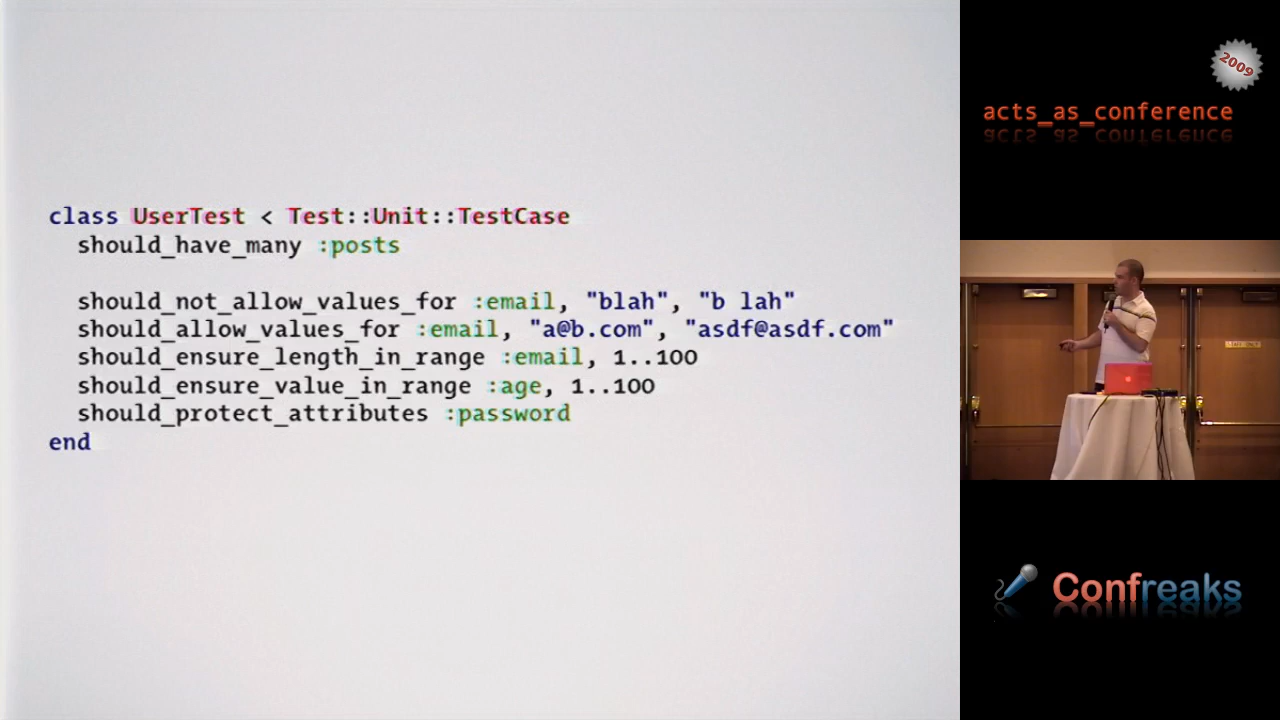 class UserTest < Test::Unit::TestCase
  should_have_many :posts

  should_not_allow_values_for :email, "blah", "b lah"
  should_allow_values_for :email, "a@b.com", "asdf@asdf.com"
  should_ensure_length_in_range :email, 1..100
  should_ensure_value_in_range :age, 1..100
  should_protect_attributes :password
end
2009
acts_as_conference
Confreaks